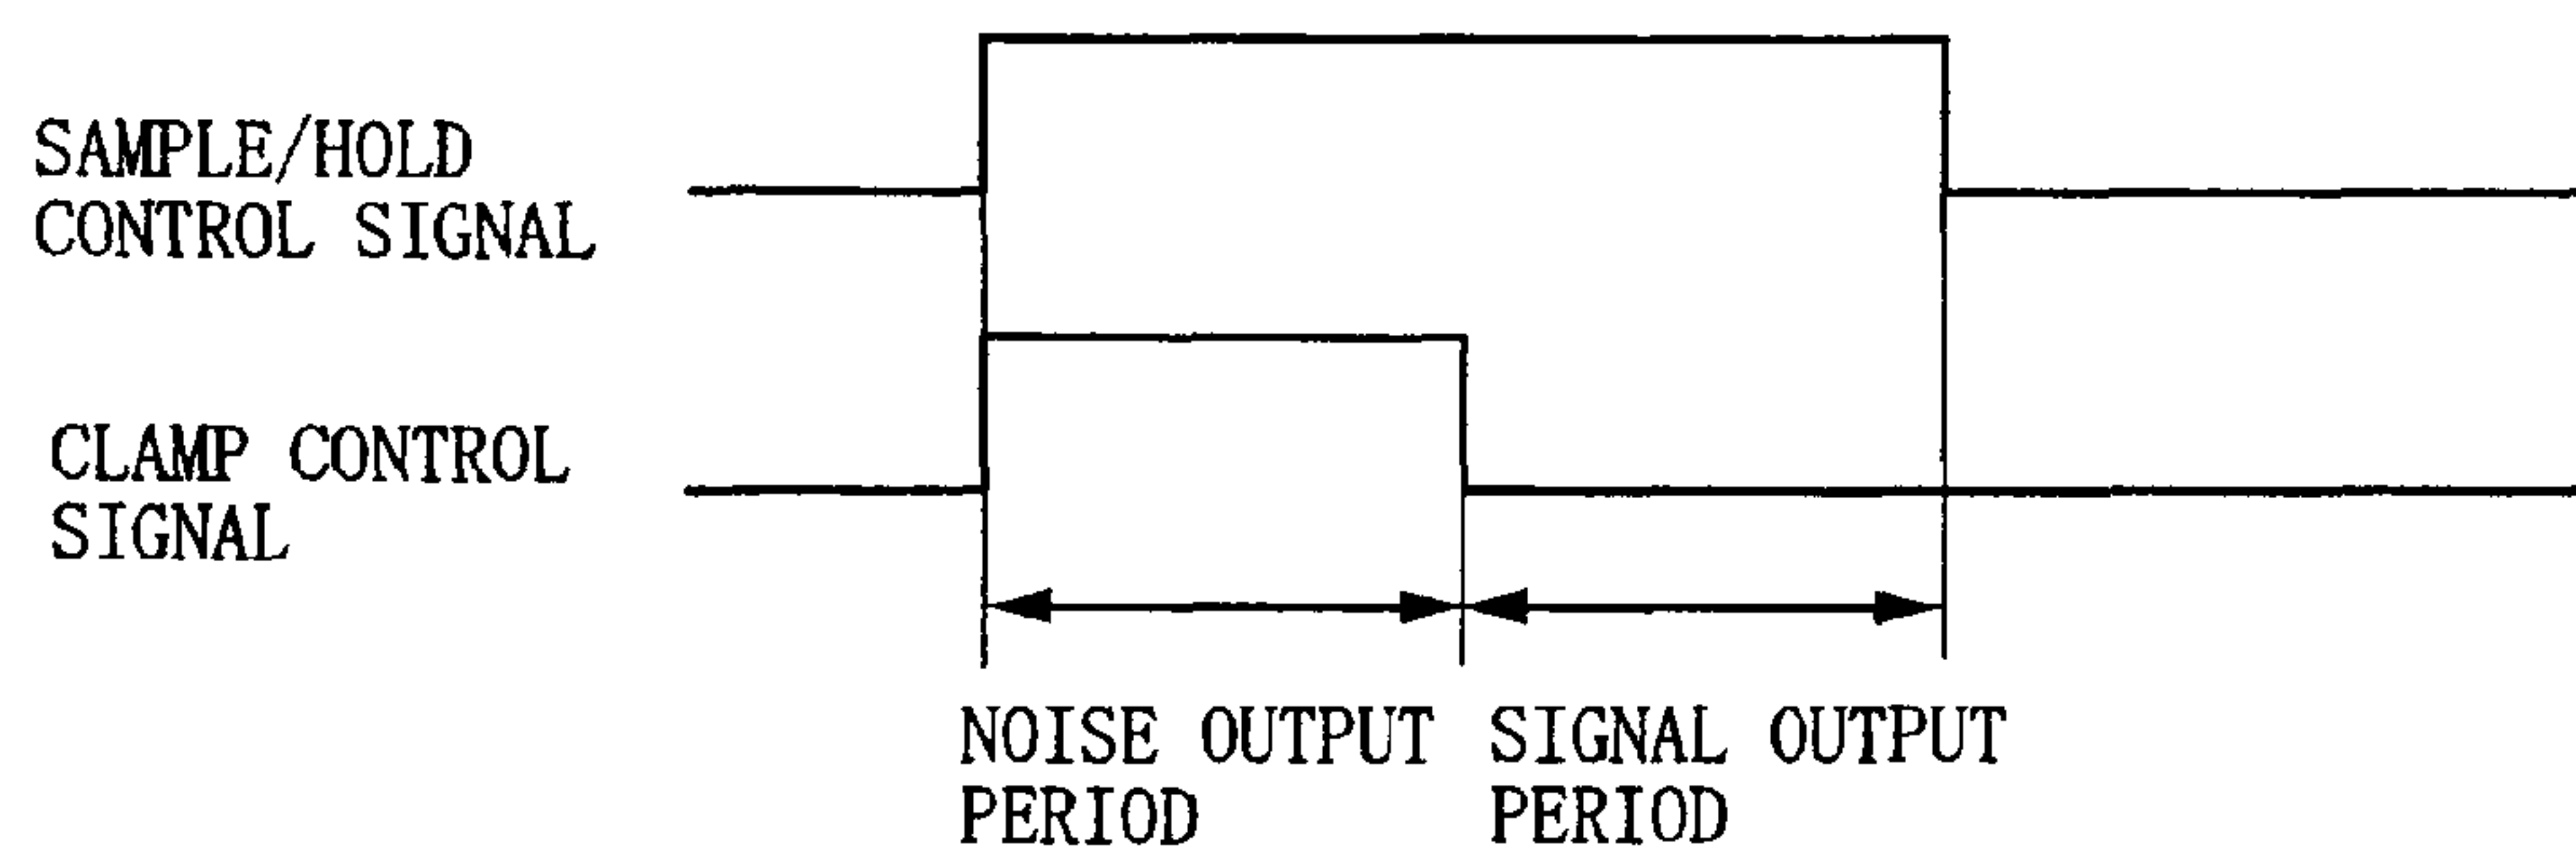 SAMPLE/HOLD
CONTROL SIGNAL
CLAMP CONTROL
SIGNAL
NOISE OUTPUT
PERIOD
SIGNAL OUTPUT
PERIOD